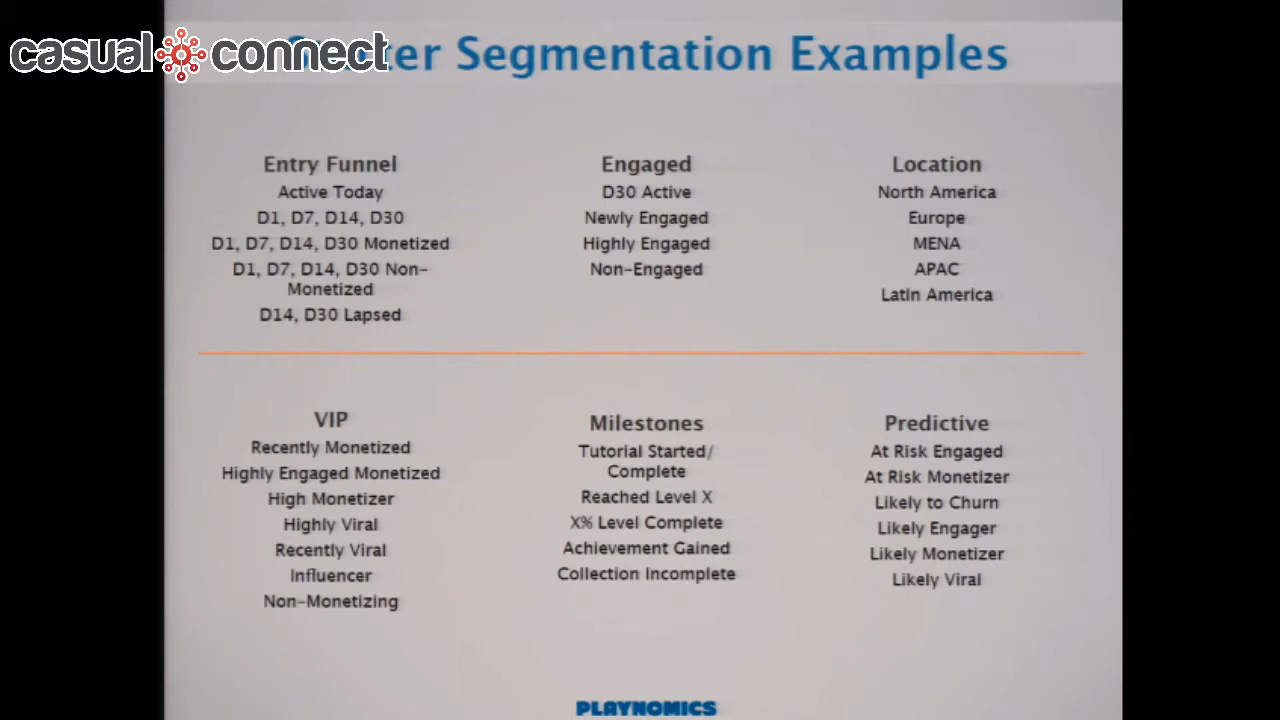 casual connect
Segmentation Examples
Entry Funnel
Active Today
D1, D7, D14, D30
D1, D7, D14, D30 Monetized
D1, D7, D14, D30 Non-
Monetized
D14, D30 Lapsed
Engaged
D30 Active
Newly Engaged
Highly Engaged
Non-Engaged
Location
North America
Europe
MENA
APAC
Latin America
VIP
Recently Monetized
Highly Engaged Monetized
High Monetizer
Highly Viral
Recently Viral
Influencer
Non-Monetizing
Milestones
Tutorial Started/
Complete
Reached Level X
X% Level Complete
Achievement Gained
Collection Incomplete
Predictive
At Risk Engaged
At Risk Monetizer
Likely to Churn
Likely Engager
Likely Monetizer
Likely Viral
PLAYNOMICS